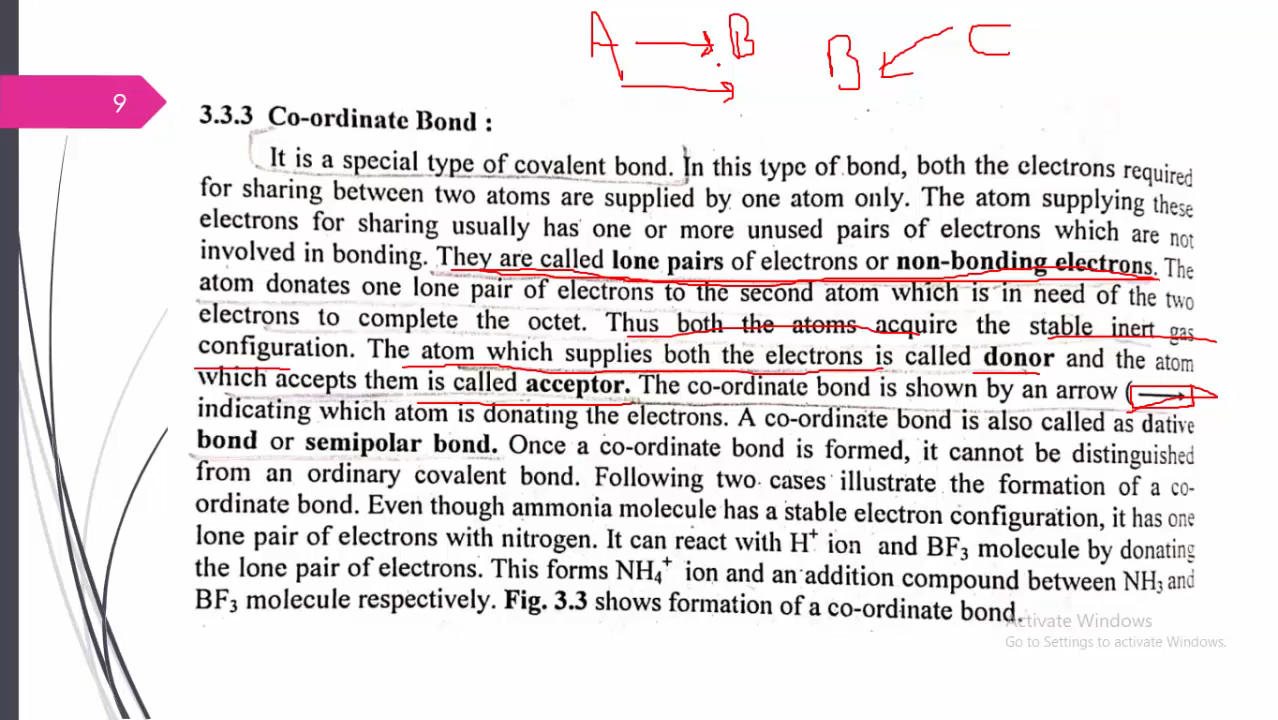 A → B B C
9
3.3.3 Co-ordinate Bond :
It is a special type of covalent bond. In this type of bond, both the electrons required
for sharing between two atoms are supplied by one atom only. The atom supplying these
electrons for sharing usually has one or more unused pairs of electrons which are not
involved in bonding. They are called lone pairs of electrons or non-bonding electrons. The
atom donates one lone pair of electrons to the second atom which is in need of the two
electrons to complete the octet. Thus both the atoms acquire the stable inert gas
configuration. The atom which supplies both the electrons is called donor and the atom
which accepts them is called acceptor. The co-ordinate bond is shown by an arrow (→
indicating which atom is donating the electrons. A co-ordinate bond is also called as dative
bond or semipolar bond. Once a co-ordinate bond is formed, it cannot be distinguished
from an ordinary covalent bond. Following two cases illustrate the formation of a co-
ordinate bond. Even though ammonia molecule has a stable electron configuration, it has one
lone pair of electrons with nitrogen. It can react with H⁺ ion and BF₃ molecule by donating
the lone pair of electrons. This forms NH₄⁺ ion and an addition compound between NH₃ and
BF₃ molecule respectively. Fig. 3.3 shows formation of a co-ordinate bond.
Activate Windows
Go to Settings to activate Windows.